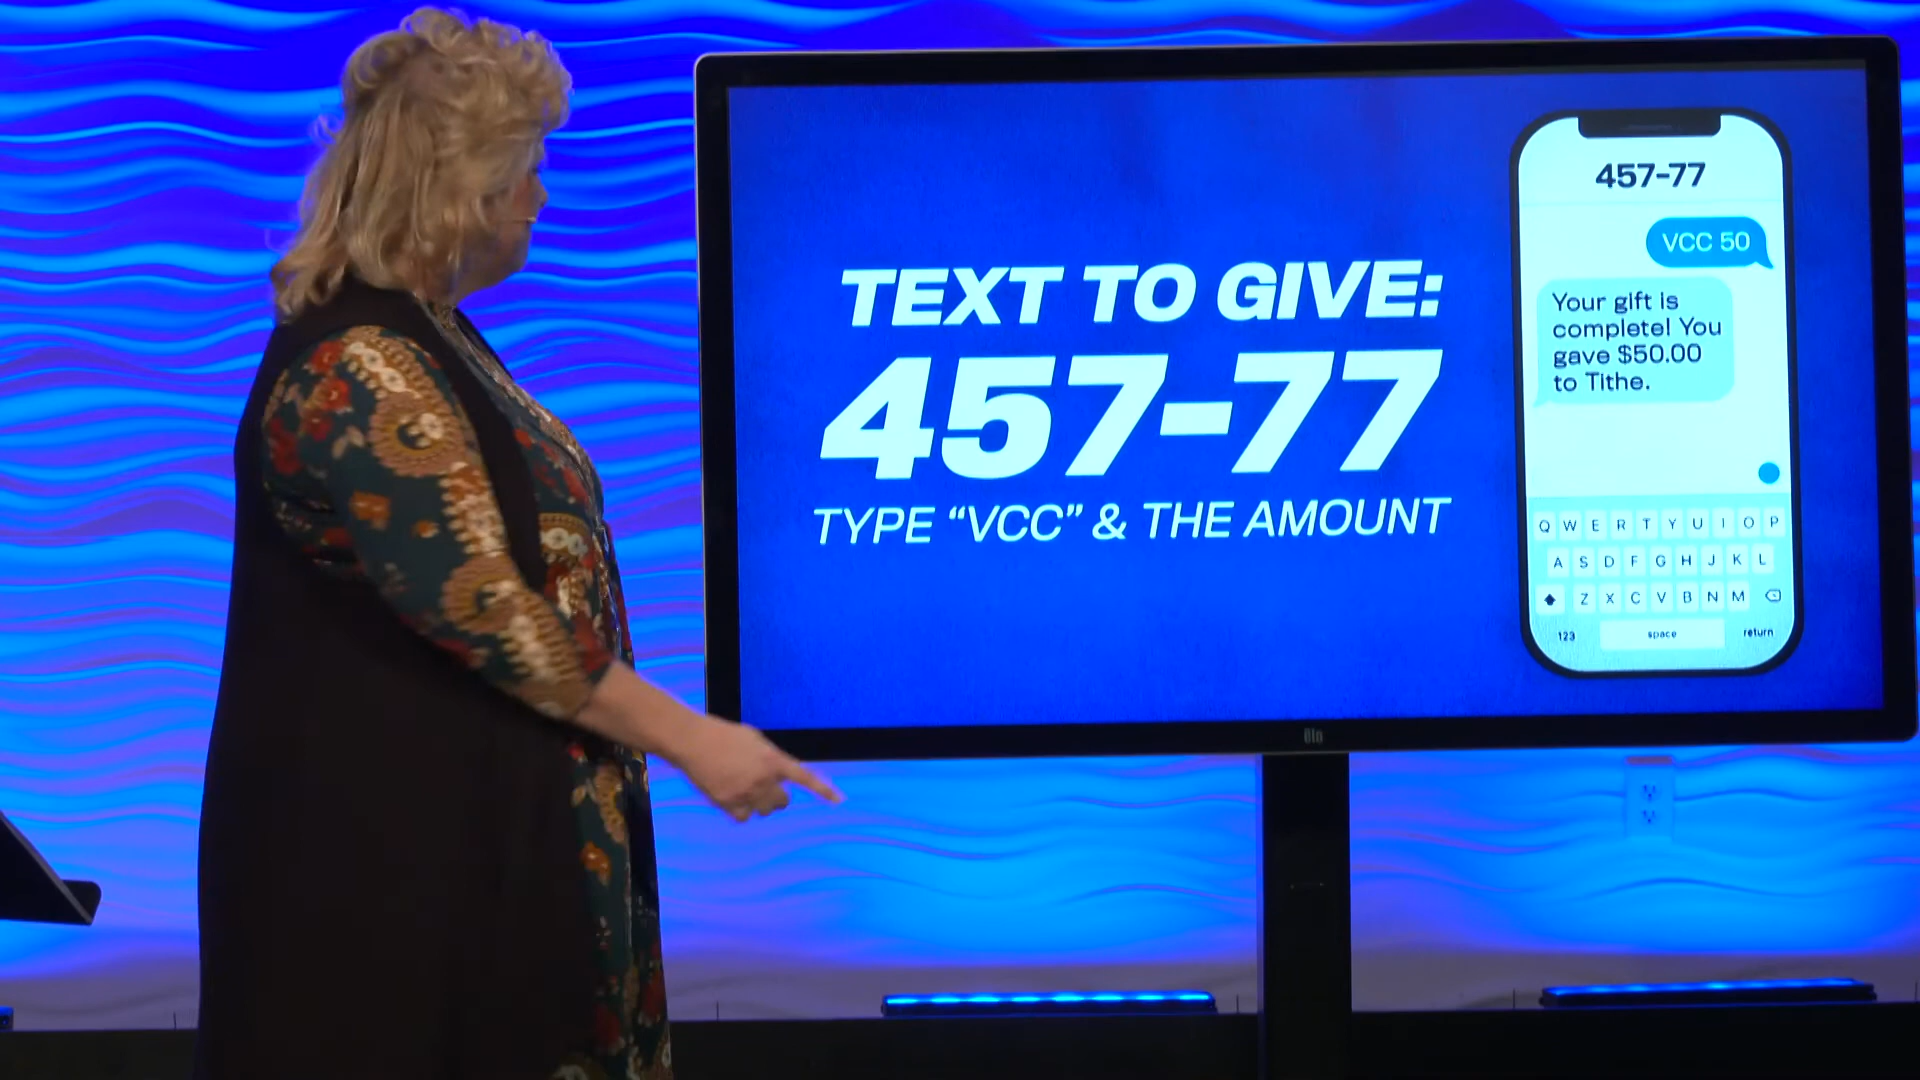 TEXT TO GIVE:
457-77
TYPE “VCC” & THE AMOUNT
457-77
VCC 50
Your gift is
complete! You
gave $50.00
to Tithe.
Q W E R T Y U I O P
A S D F G H J K L
Z X C V B N M
123 space return
elo